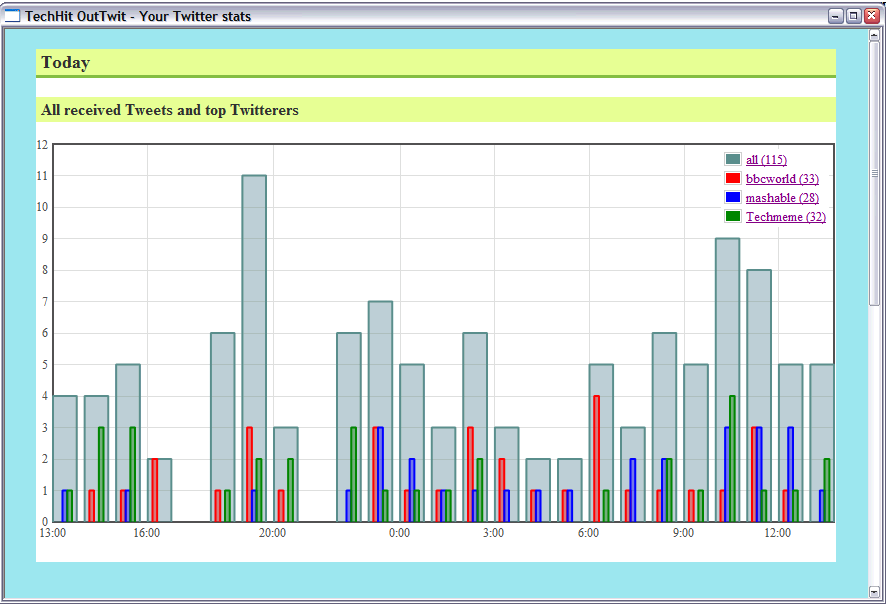 TechHit OutTwit - Your Twitter stats
Today
All received Tweets and top Twitterers
12
11
10
9
8
7
6
5
4
3
2
1
0
all (115)
bbcworld (33)
mashable (28)
Techmeme (32)
13:00 16:00 20:00 0:00 3:00 6:00 9:00 12:00